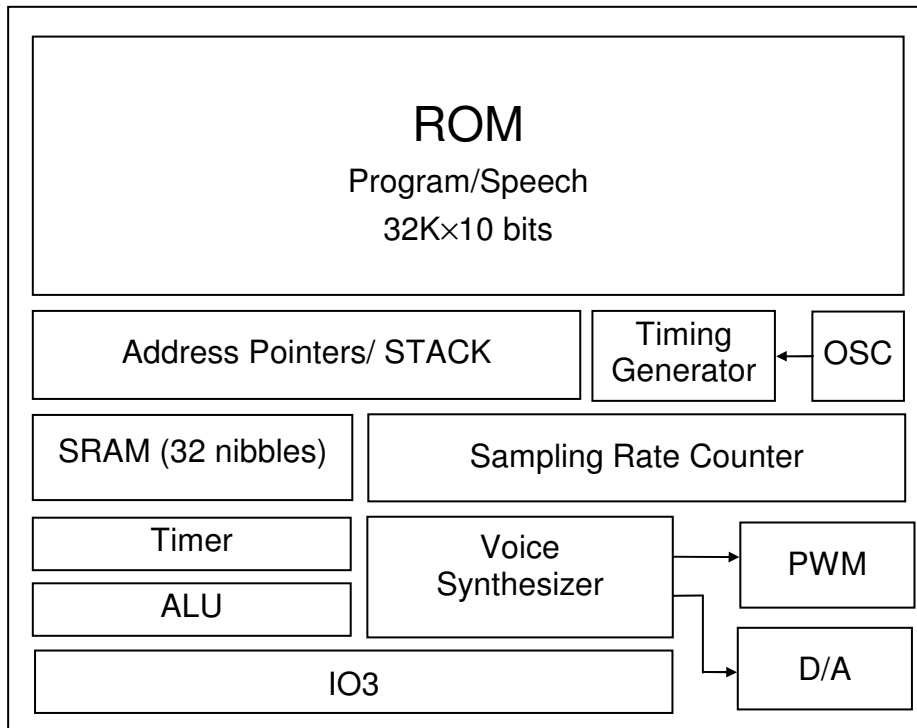 ROM
Program/Speech
32K×10 bits
Address Pointers/ STACK
Timing
Generator
OSC
SRAM (32 nibbles)
Sampling Rate Counter
Timer
Voice
Synthesizer
PWM
ALU
D/A
IO3